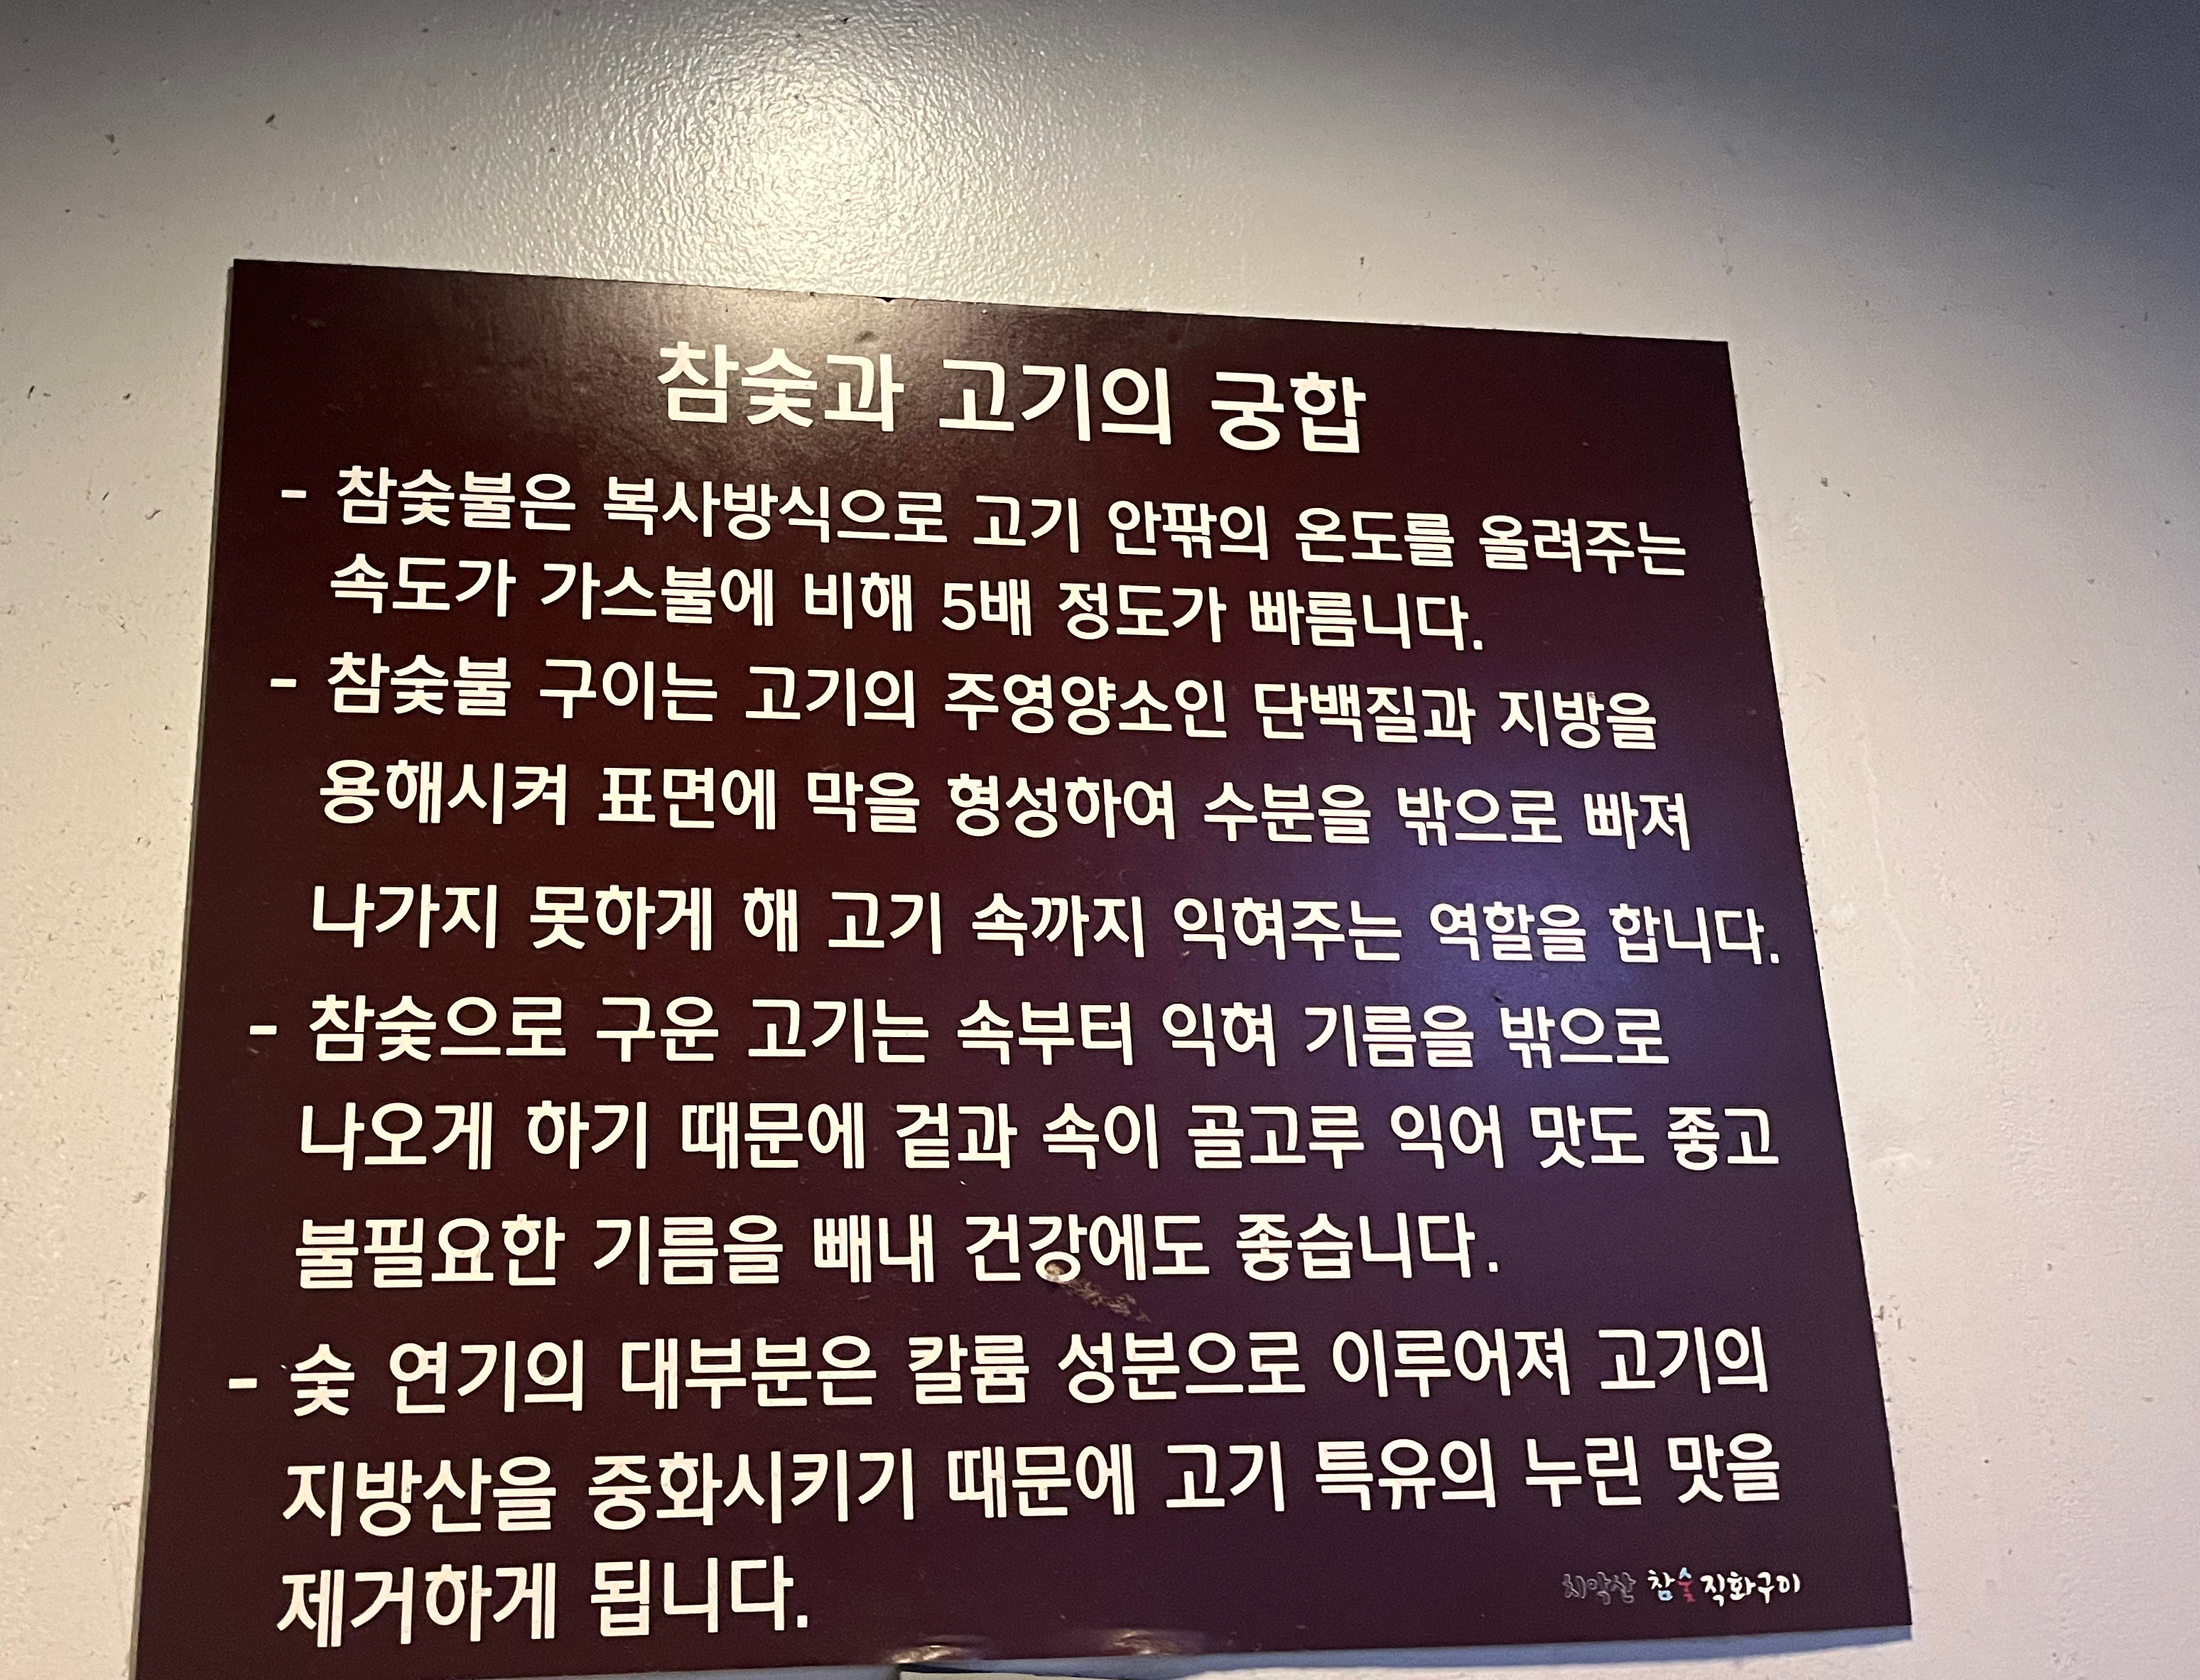 참숯과 고기의 궁합
- 참숯불은 복사방식으로 고기 안팎의 온도를 올려주는
속도가 가스불에 비해 5배 정도가 빠름니다.
- 참숯불 구이는 고기의 주영양소인 단백질과 지방을
용해시켜 표면에 막을 형성하여 수분을 밖으로 빠져
나가지 못하게 해 고기 속까지 익혀주는 역할을 합니다.
- 참숯으로 구운 고기는 속부터 익혀 기름을 밖으로
나오게 하기 때문에 겉과 속이 골고루 익어 맛도 좋고
불필요한 기름을 빼내 건강에도 좋습니다.
- 숯 연기의 대부분은 칼륨 성분으로 이루어져 고기의
지방산을 중화시키기 때문에 고기 특유의 누린 맛을
제거하게 됩니다.
치악산 참숯 직화구이